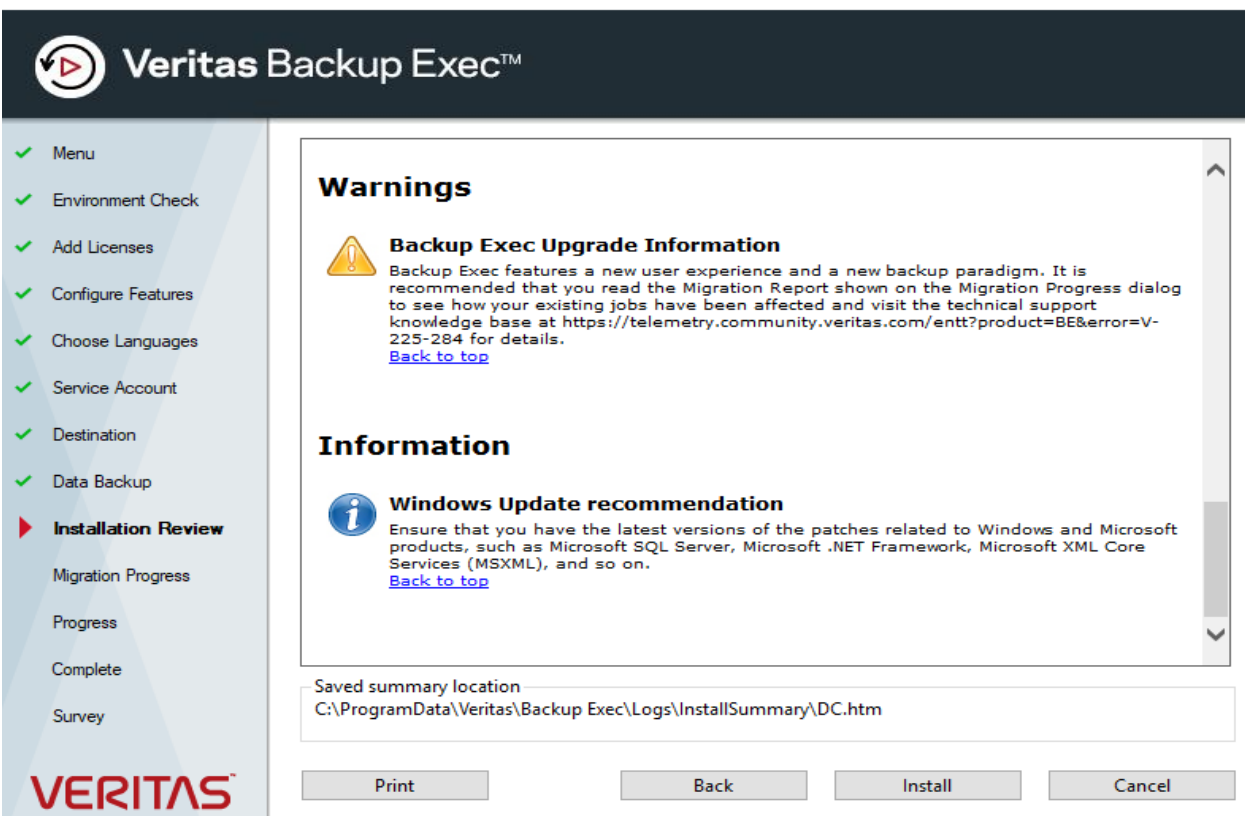 Veritas Backup Exec™
Menu
Environment Check
Add Licenses
Configure Features
Choose Languages
Service Account
Destination
Data Backup
Installation Review
Migration Progress
Progress
Complete
Survey
VERITAS™
Warnings
Backup Exec Upgrade Information
Backup Exec features a new user experience and a new backup paradigm. It is
recommended that you read the Migration Report shown on the Migration Progress dialog
to see how your existing jobs have been affected and visit the technical support
knowledge base at https://telemetry.community.veritas.com/entt?product=BE&error=V-
225-284 for details.
Back to top
Information
Windows Update recommendation
Ensure that you have the latest versions of the patches related to Windows and Microsoft
products, such as Microsoft SQL Server, Microsoft .NET Framework, Microsoft XML Core
Services (MSXML), and so on.
Back to top
Saved summary location
C:\ProgramData\Veritas\Backup Exec\Logs\InstallSummary\DC.htm
Print
Back
Install
Cancel